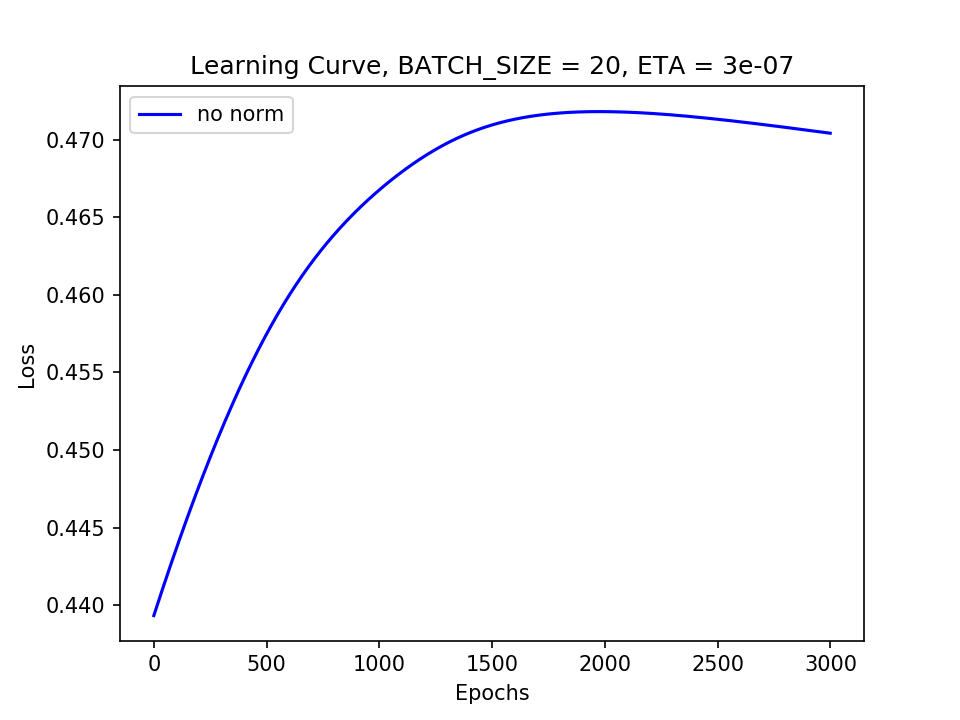 Learning Curve, BATCH_SIZE = 20, ETA = 3e-07
no norm
0.470
0.465
0.460
0.455
0.450
0.445
0.440
Loss
0 500 1000 1500 2000 2500 3000
Epochs